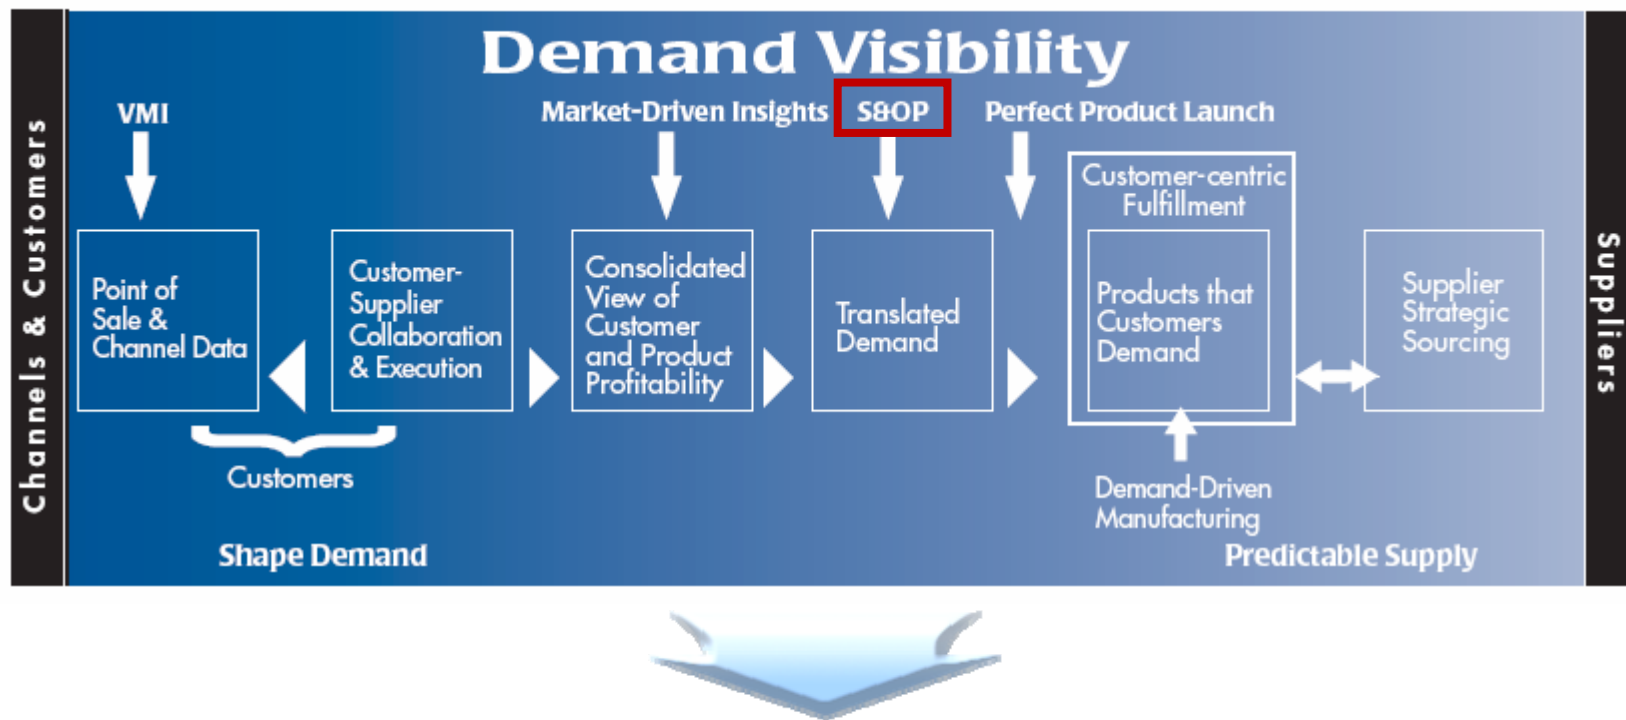 Demand Visibility
VMI
Market-Driven Insights
S&OP
Perfect Product Launch
Channels & Customers
Point of
Sale &
Channel Data
Customer-
Supplier
Collaboration
& Execution
Consolidated
View of
Customer
and Product
Profitability
Translated
Demand
Customer-centric
Fulfillment
Products that
Customers
Demand
Supplier
Strategic
Sourcing
Suppliers
Customers
Demand-Driven
Manufacturing
Shape Demand
Predictable Supply